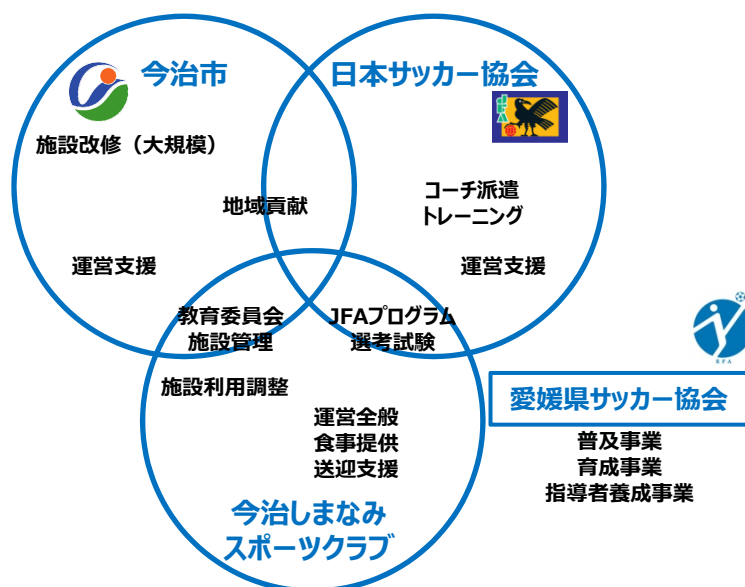 今治市
日本サッカー協会
JFA
施設改修（大規模）
コーチ派遣
トレーニング
地域貢献
運営支援
運営支援
教育委員会
施設管理
JFAプログラム
選考試験
施設利用調整
運営全般
食事提供
送迎支援
今治しまなみ
スポーツクラブ
EFA
愛媛県サッカー協会
普及事業
育成事業
指導者養成事業